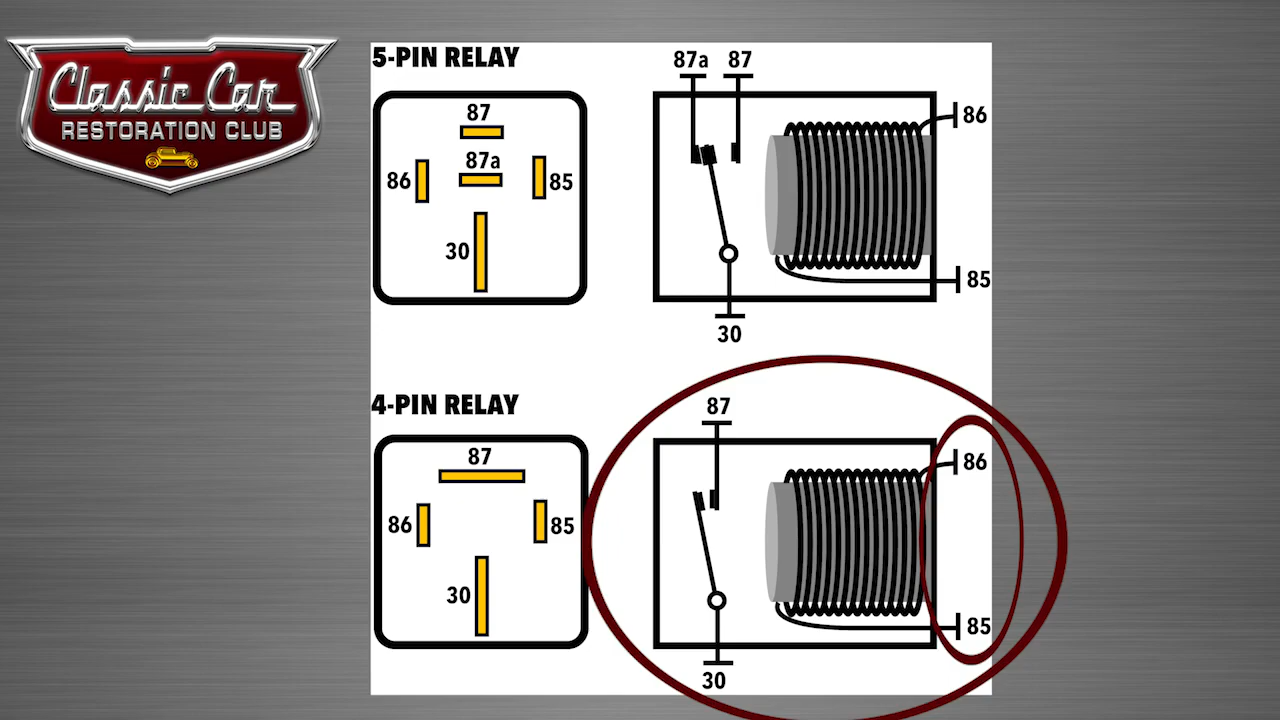 Classic Car
RESTORATION CLUB
5-PIN RELAY
87
87a
86
85
30
87a 87
86
85
30
4-PIN RELAY
87
86
85
30
87
86
85
30